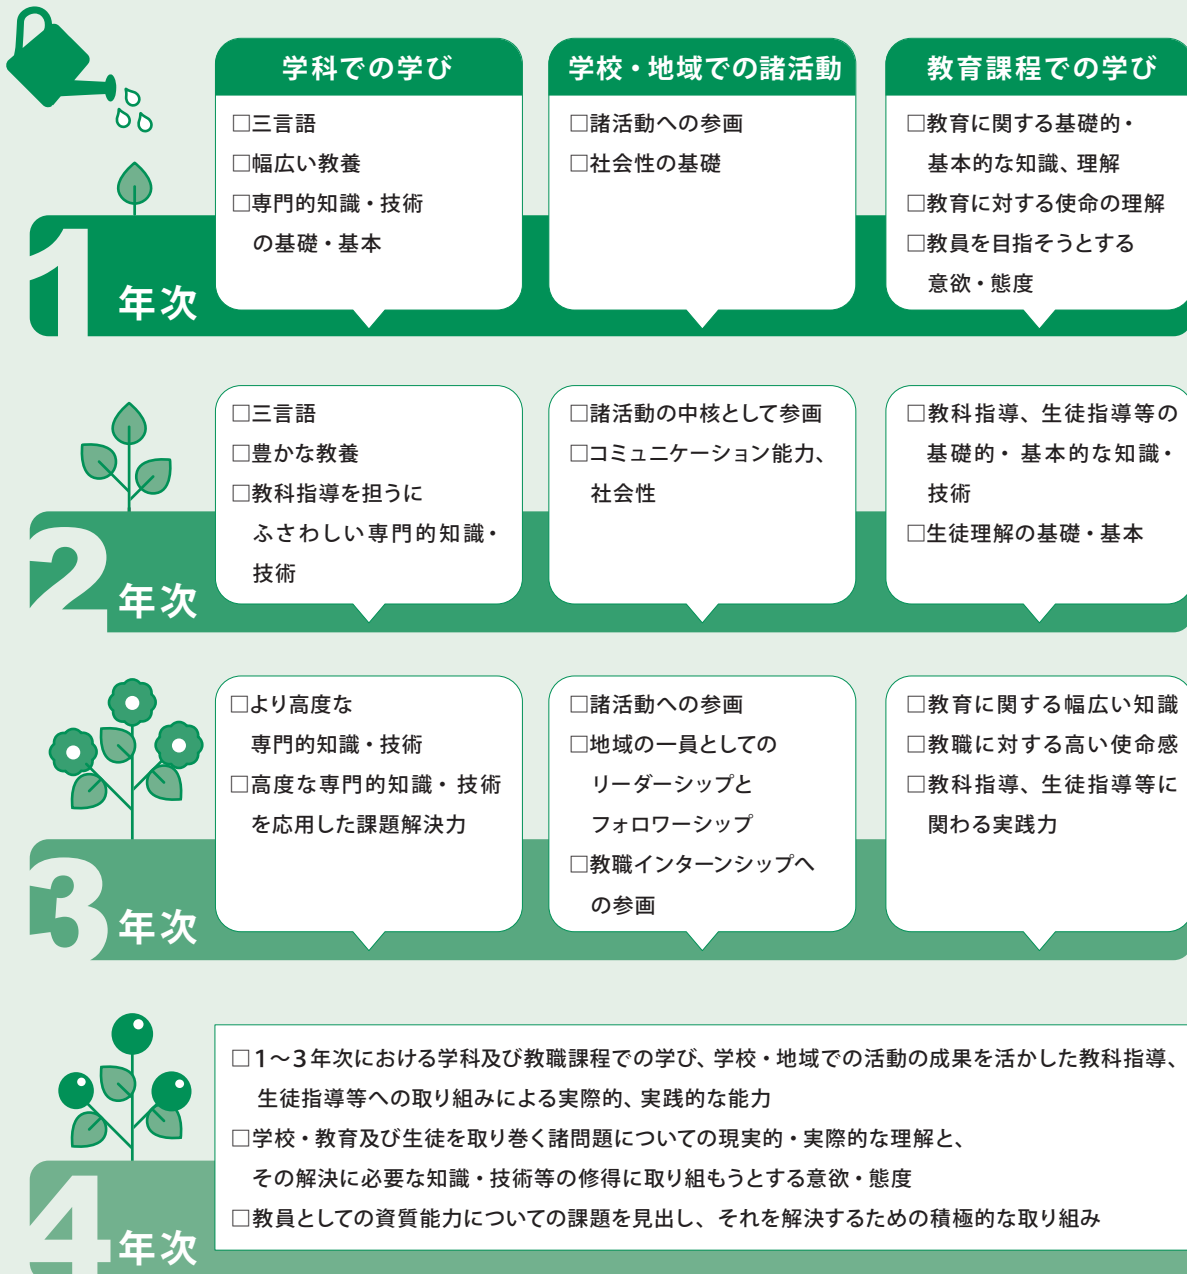 学科での学び
学校・地域での諸活動
教育課程での学び
1年次
□三言語
□幅広い教養
□専門的知識・技術
の基礎・基本
□諸活動への参画
□社会性の基礎
□教育に関する基礎的・
基本的な知識、理解
□教育に対する使命の理解
□教員を目指そうとする
意欲・態度
2年次
□三言語
□豊かな教養
□教科指導を担うに
ふさわしい専門的知識・
技術
□諸活動の中核として参画
□コミュニケーション能力、
社会性
□教科指導、生徒指導等の
基礎的・基本的な知識・
技術
□生徒理解の基礎・基本
3年次
□より高度な
専門的知識・技術
□高度な専門的知識・技術
を応用した課題解決力
□諸活動への参画
□地域の一員としての
リーダーシップと
フォロワーシップ
□教職インターンシップへ
の参画
□教育に関する幅広い知識
□教職に対する高い使命感
□教科指導、生徒指導等に
関わる実践力
4年次
□1〜3年次における学科及び教職課程での学び、学校・地域での活動の成果を活かした教科指導、
生徒指導等への取り組みによる実際的、実践的な能力
□学校・教育及び生徒を取り巻く諸問題についての現実的・実際的な理解と、
その解決に必要な知識・技術等の修得に取り組もうとする意欲・態度
□教員としての資質能力についての課題を見出し、それを解決するための積極的な取り組み